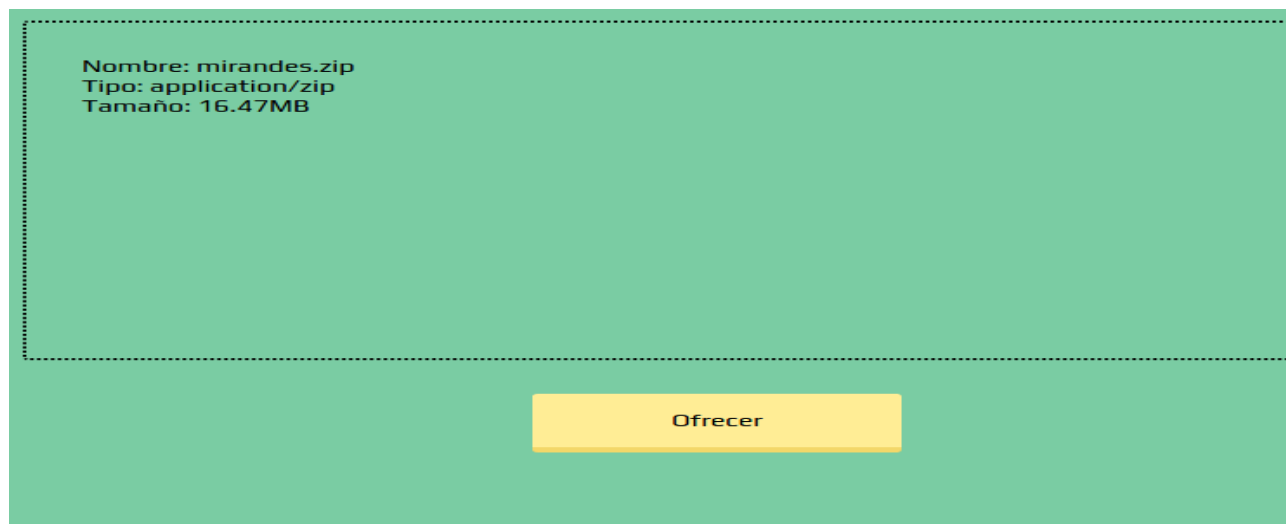 Nombre: mirandes.zip
Tipo: application/zip
Tamaño: 16.47MB
Ofrecer